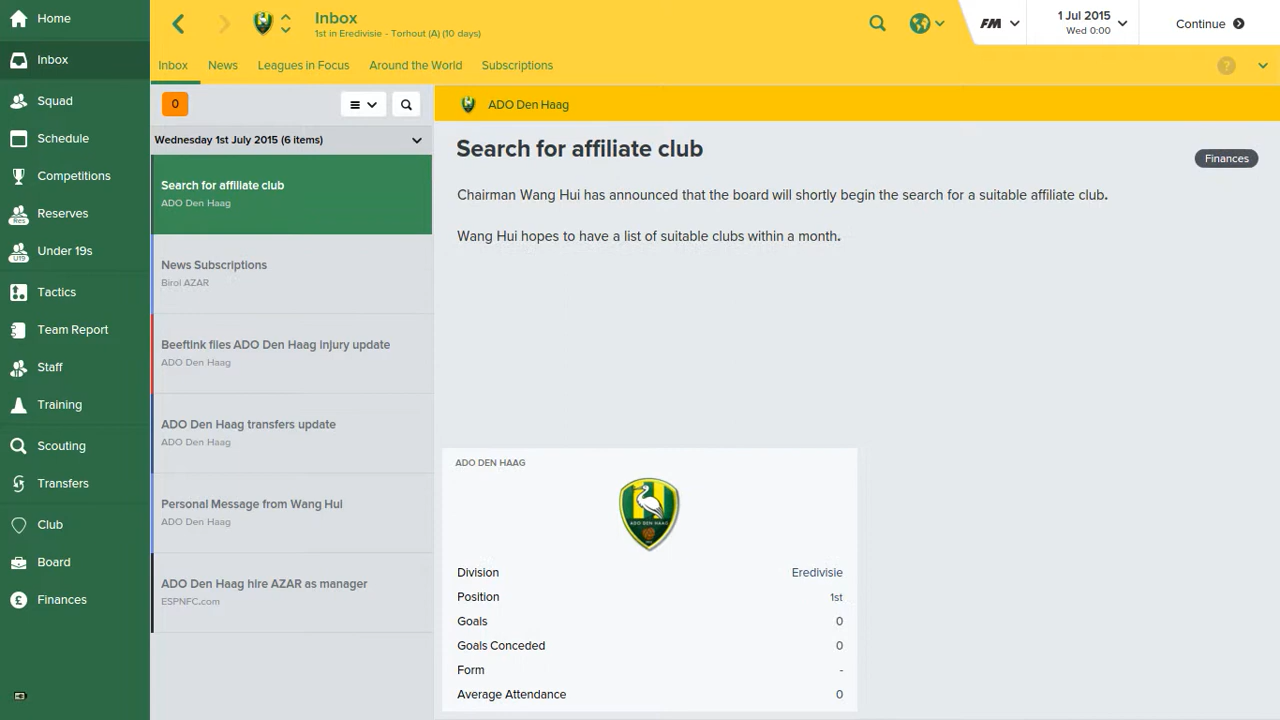 Home
Inbox
Squad
Schedule
Competitions
Reserves
Under 19s
Tactics
Team Report
Staff
Training
Scouting
Transfers
Club
Board
Finances
Inbox
1st in Eredivisie - Torhout (A) (10 days)
FM
1 Jul 2015
Wed 0:00
Continue
Inbox News Leagues in Focus Around the World Subscriptions
?
0
Wednesday 1st July 2015 (6 items)
Search for affiliate club
ADO Den Haag
News Subscriptions
Birol AZAR
Beeftink files ADO Den Haag injury update
ADO Den Haag
ADO Den Haag transfers update
ADO Den Haag
Personal Message from Wang Hui
ADO Den Haag
ADO Den Haag hire AZAR as manager
ESPNFC.com
ADO Den Haag
Search for affiliate club
Finances
Chairman Wang Hui has announced that the board will shortly begin the search for a suitable affiliate club.
Wang Hui hopes to have a list of suitable clubs within a month.
ADO DEN HAAG
ADO DEN HAAG
Division Eredivisie
Position 1st
Goals 0
Goals Conceded 0
Form -
Average Attendance 0